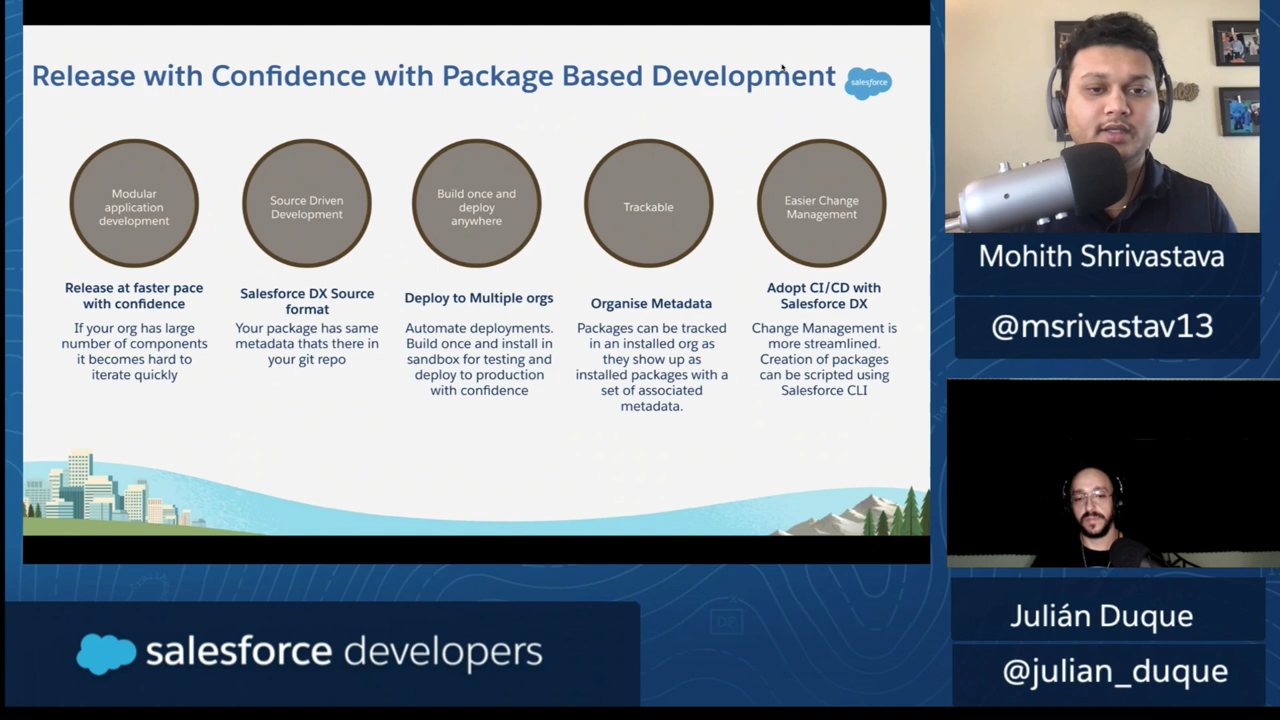 Release with Confidence with Package Based Development
salesforce
Modular
application
development
Source Driven
Development
Build once and
deploy
anywhere
Trackable
Easier Change
Management
Release at faster pace
with confidence
If your org has large
number of components
it becomes hard to
iterate quickly
Salesforce DX Source
format
Your package has same
metadata thats there in
your git repo
Deploy to Multiple orgs
Automate deployments.
Build once and install in
sandbox for testing and
deploy to production
with confidence
Organise Metadata
Packages can be tracked
in an installed org as
they show up as
installed packages with a
set of associated
metadata.
Adopt CI/CD with
Salesforce DX
Change Management is
more streamlined.
Creation of packages
can be scripted using
Salesforce CLI
Mohith Shrivastava
@msrivastav13
Julián Duque
@julian_duque
salesforce developers
DF